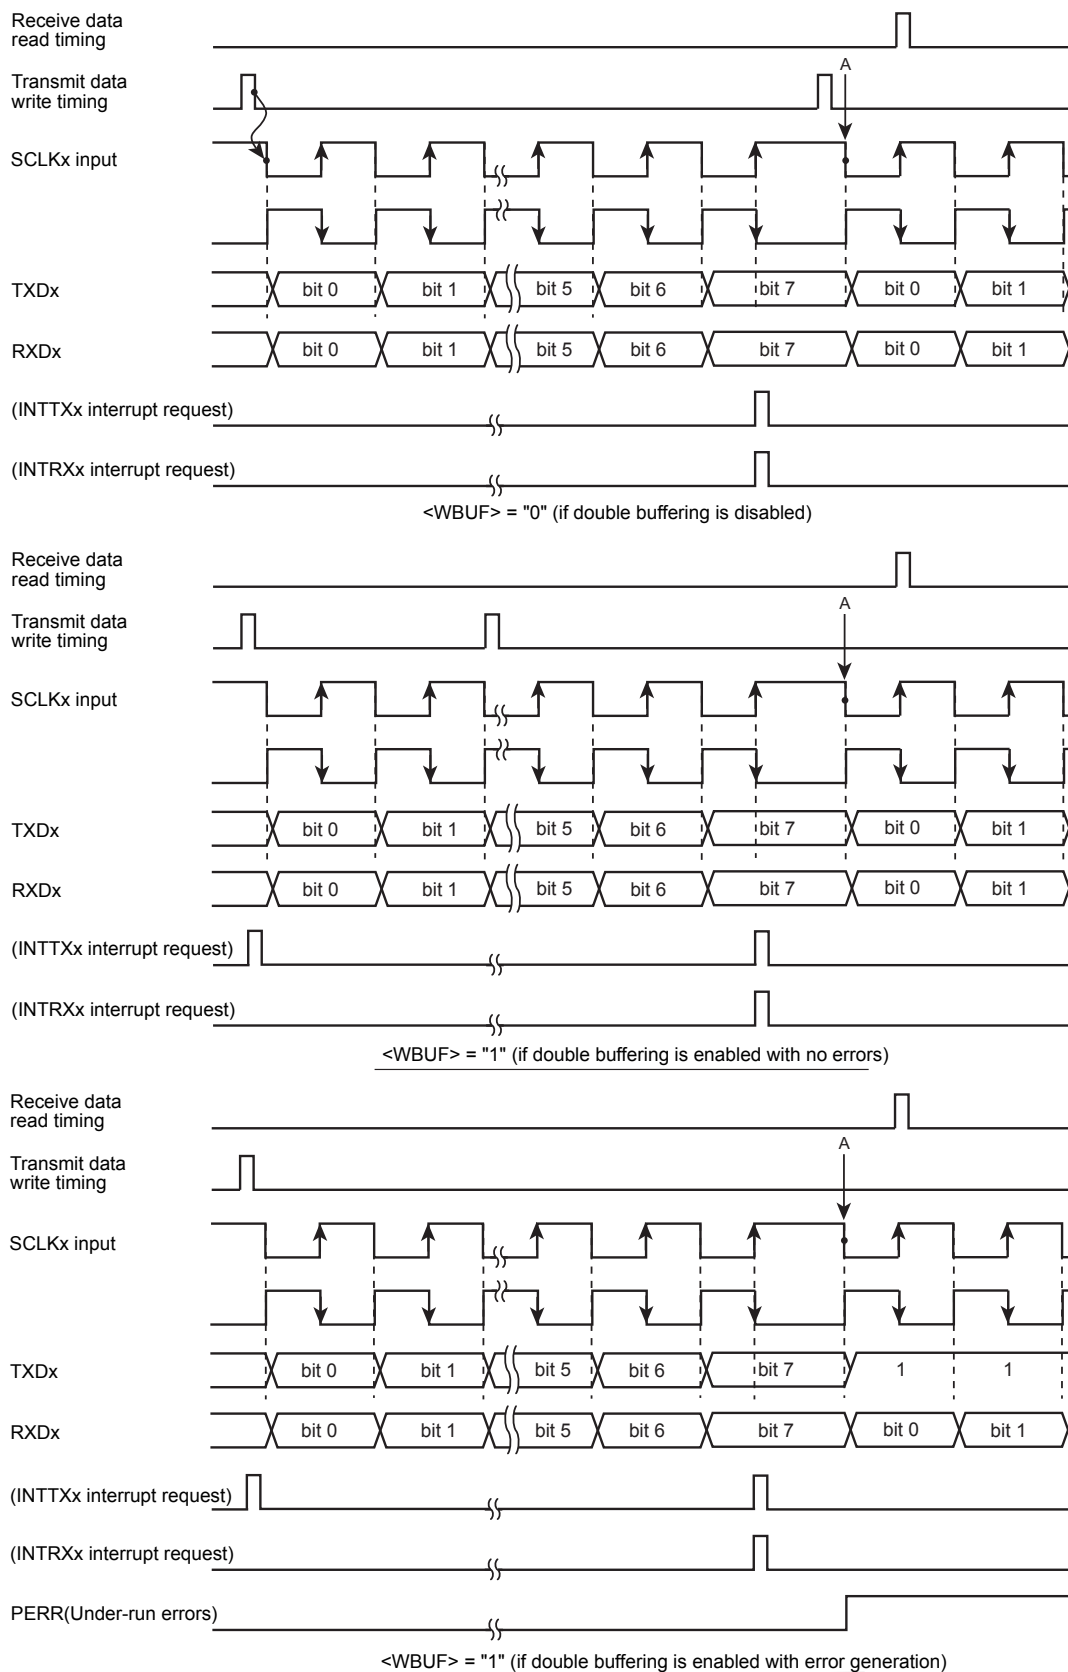 Receive data
read timing
Transmit data
write timing
A
SCLKx input
TXDx bit 0 bit 1 bit 5 bit 6 bit 7 bit 0 bit 1
RXDx bit 0 bit 1 bit 5 bit 6 bit 7 bit 0 bit 1
(INTTXx interrupt request)
(INTRXx interrupt request)
<WBUF> = "0" (if double buffering is disabled)
Receive data
read timing
Transmit data
write timing
A
SCLKx input
TXDx bit 0 bit 1 bit 5 bit 6 bit 7 bit 0 bit 1
RXDx bit 0 bit 1 bit 5 bit 6 bit 7 bit 0 bit 1
(INTTXx interrupt request)
(INTRXx interrupt request)
<WBUF> = "1" (if double buffering is enabled with no errors)
Receive data
read timing
Transmit data
write timing
A
SCLKx input
TXDx bit 0 bit 1 bit 5 bit 6 bit 7 1 1
RXDx bit 0 bit 1 bit 5 bit 6 bit 7 bit 0 bit 1
(INTTXx interrupt request)
(INTRXx interrupt request)
PERR(Under-run errors)
<WBUF> = "1" (if double buffering is enabled with error generation)